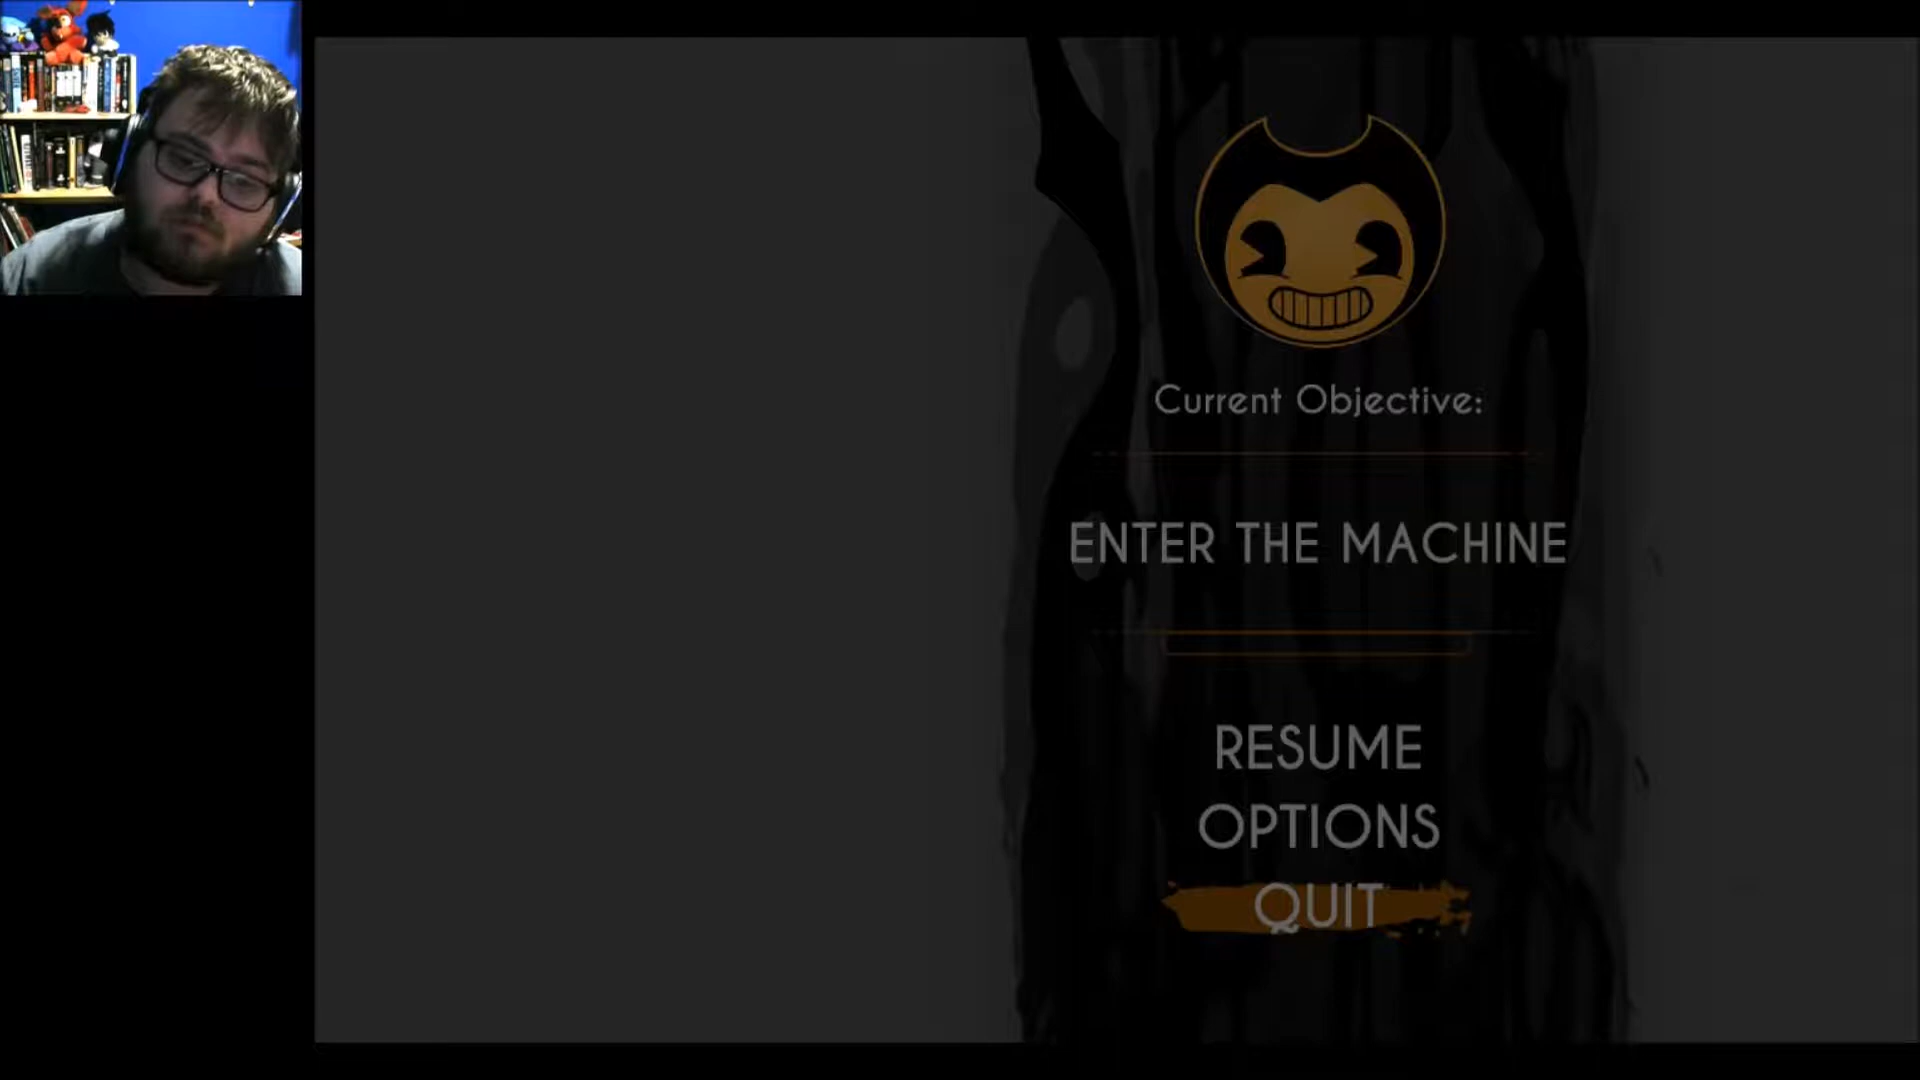 Current Objective:
ENTER THE MACHINE
RESUME
OPTIONS
QUIT